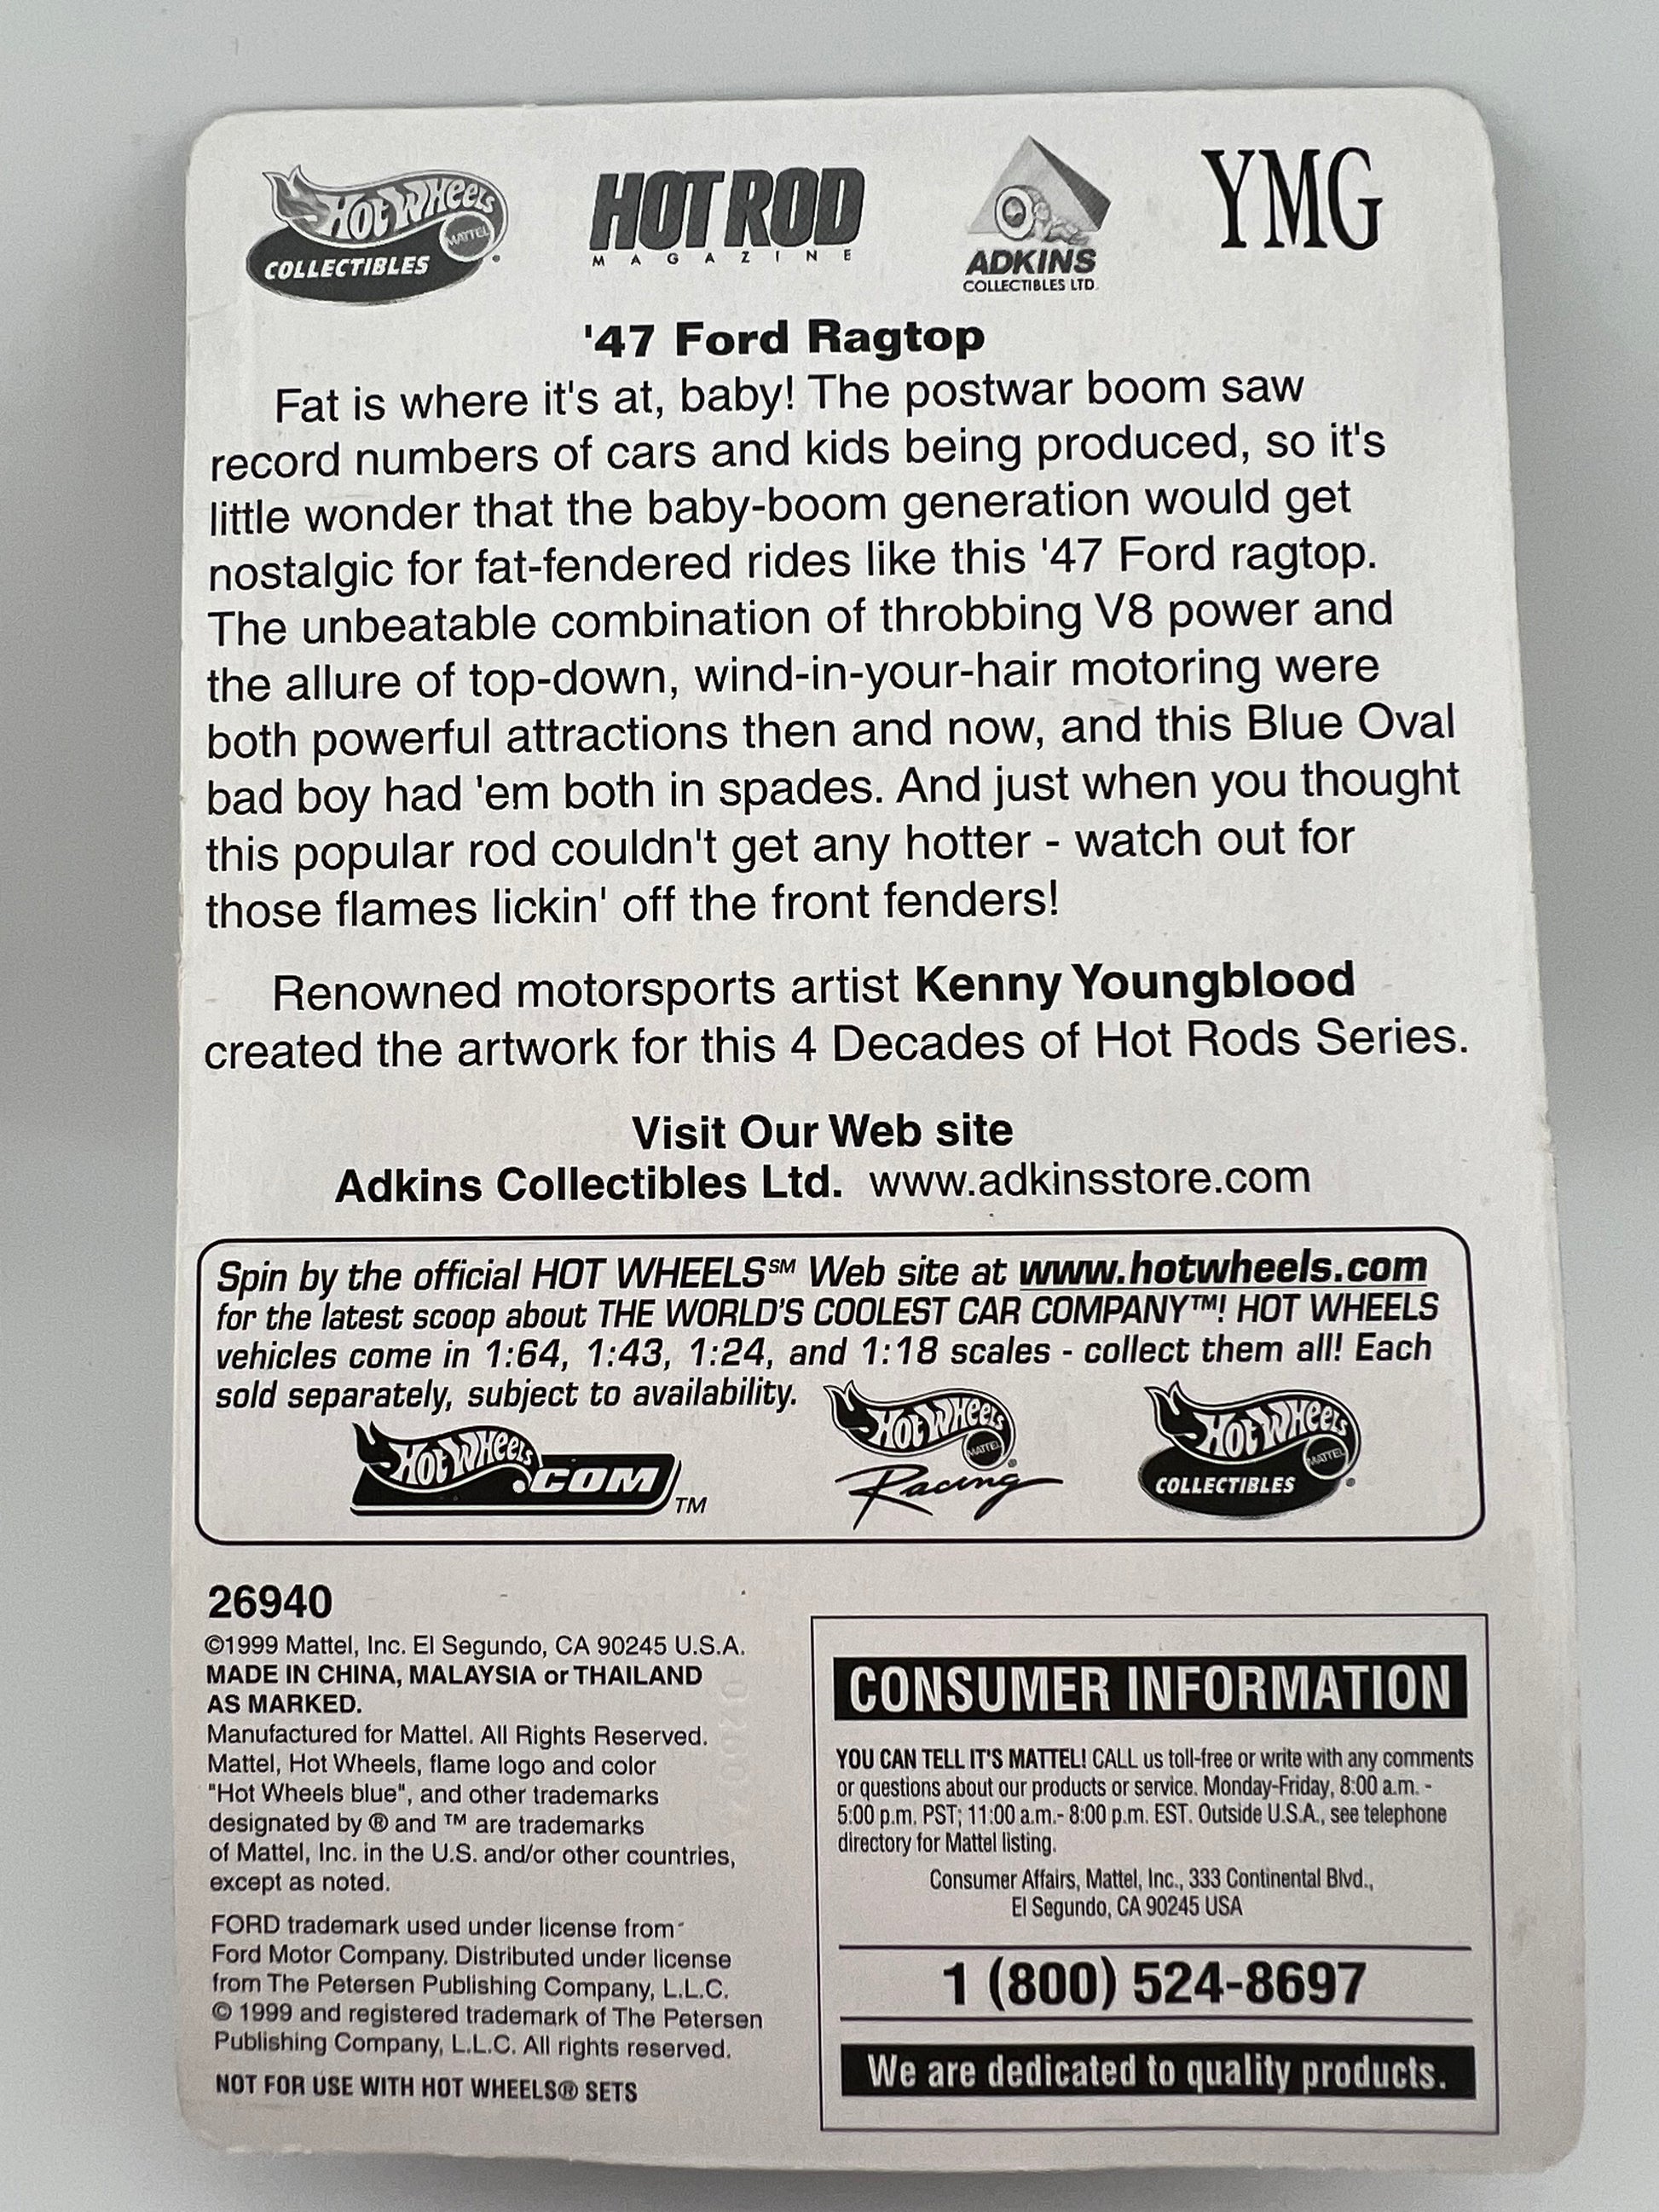 Hot Wheels MATTEL COLLECTIBLES
HOT ROD MAGAZINE
ADKINS COLLECTIBLES LTD.
YMG
'47 Ford Ragtop
Fat is where it's at, baby! The postwar boom saw
record numbers of cars and kids being produced, so it's
little wonder that the baby-boom generation would get
nostalgic for fat-fendered rides like this '47 Ford ragtop.
The unbeatable combination of throbbing V8 power and
the allure of top-down, wind-in-your-hair motoring were
both powerful attractions then and now, and this Blue Oval
bad boy had 'em both in spades. And just when you thought
this popular rod couldn't get any hotter - watch out for
those flames lickin' off the front fenders!
Renowned motorsports artist Kenny Youngblood
created the artwork for this 4 Decades of Hot Rods Series.
Visit Our Web site
Adkins Collectibles Ltd. www.adkinsstore.com
Spin by the official HOT WHEELS℠ Web site at www.hotwheels.com
for the latest scoop about THE WORLD'S COOLEST CAR COMPANY™! HOT WHEELS
vehicles come in 1:64, 1:43, 1:24, and 1:18 scales - collect them all! Each
sold separately, subject to availability.
Hot Wheels .COM TM
Hot Wheels MATTEL Racing
Hot Wheels MATTEL COLLECTIBLES
26940
©1999 Mattel, Inc. El Segundo, CA 90245 U.S.A.
MADE IN CHINA, MALAYSIA or THAILAND
AS MARKED.
Manufactured for Mattel. All Rights Reserved.
Mattel, Hot Wheels, flame logo and color
"Hot Wheels blue", and other trademarks
designated by ® and ™ are trademarks
of Mattel, Inc. in the U.S. and/or other countries,
except as noted.
FORD trademark used under license from
Ford Motor Company. Distributed under license
from The Petersen Publishing Company, L.L.C.
© 1999 and registered trademark of The Petersen
Publishing Company, L.L.C. All rights reserved.
NOT FOR USE WITH HOT WHEELS® SETS
CONSUMER INFORMATION
YOU CAN TELL IT'S MATTEL! CALL us toll-free or write with any comments
or questions about our products or service. Monday-Friday, 8:00 a.m. -
5:00 p.m. PST; 11:00 a.m.- 8:00 p.m. EST. Outside U.S.A., see telephone
directory for Mattel listing.
Consumer Affairs, Mattel, Inc., 333 Continental Blvd.,
El Segundo, CA 90245 USA
1 (800) 524-8697
We are dedicated to quality products.